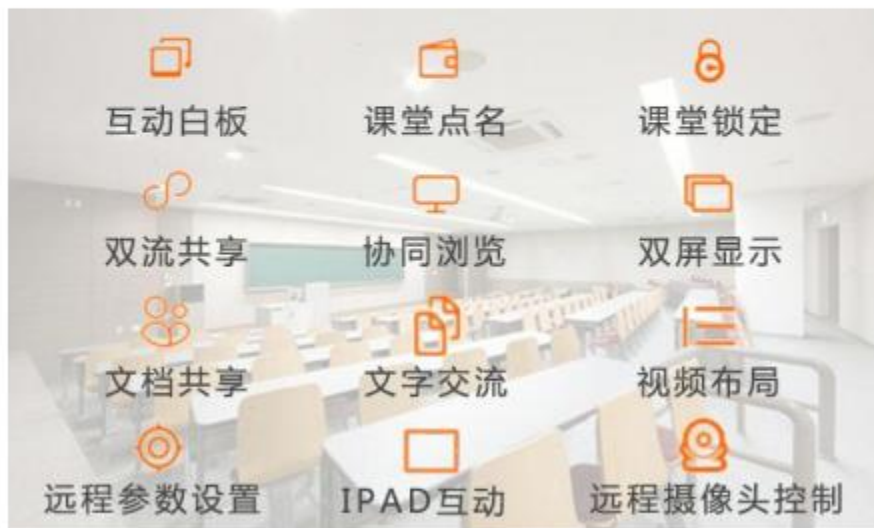 互动白板 课堂点名 课堂锁定
双流共享 协同浏览 双屏显示
文档共享 文字交流 视频布局
远程参数设置 IPAD互动 远程摄像头控制